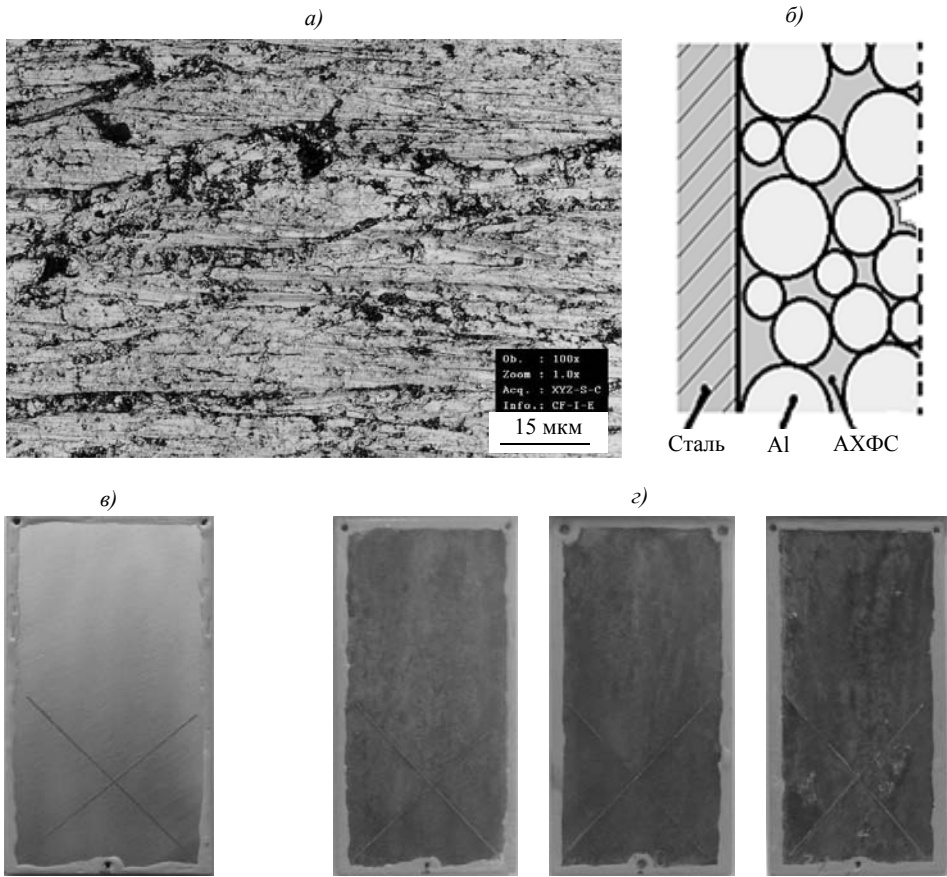 а)
б)
Ob. : 100x
Zoom : 1.0x
Acq. : XYZ-S-C
Info.: CF-I-E
15 мкм
Сталь Al АХФС
в)
г)